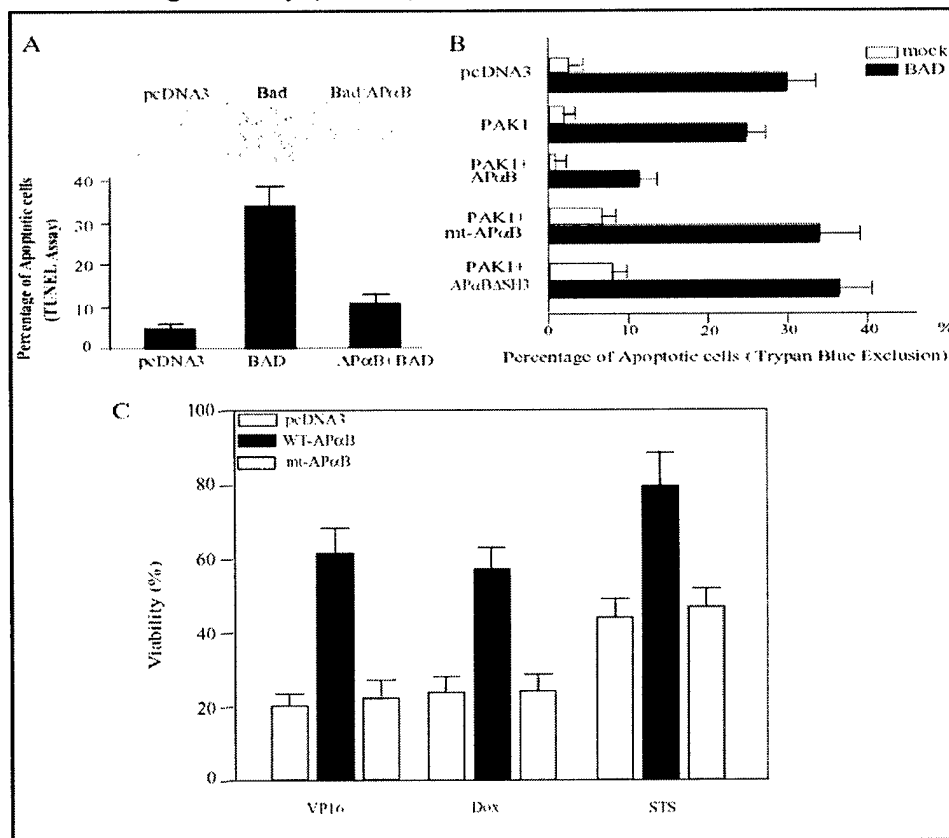 A
pcDNA3 Bad Bad APαB
Percentage of Apoptotic cells
(TUNEL Assay)
40
30
20
10
0
pcDNA3 BAD APαB+BAD
B
mock
BAD
pcDNA3
PAK1
PAK1+
APαB
PAK1+
mt-APαB
PAK1+
APαBΔSH3
0 10 20 30 40 %
Percentage of Apoptotic cells (Trypan Blue Exclusion)
C
pcDNA3
WT-APαB
mt-APαB
Viability (%)
100
80
60
40
20
0
VP16 Dox STS